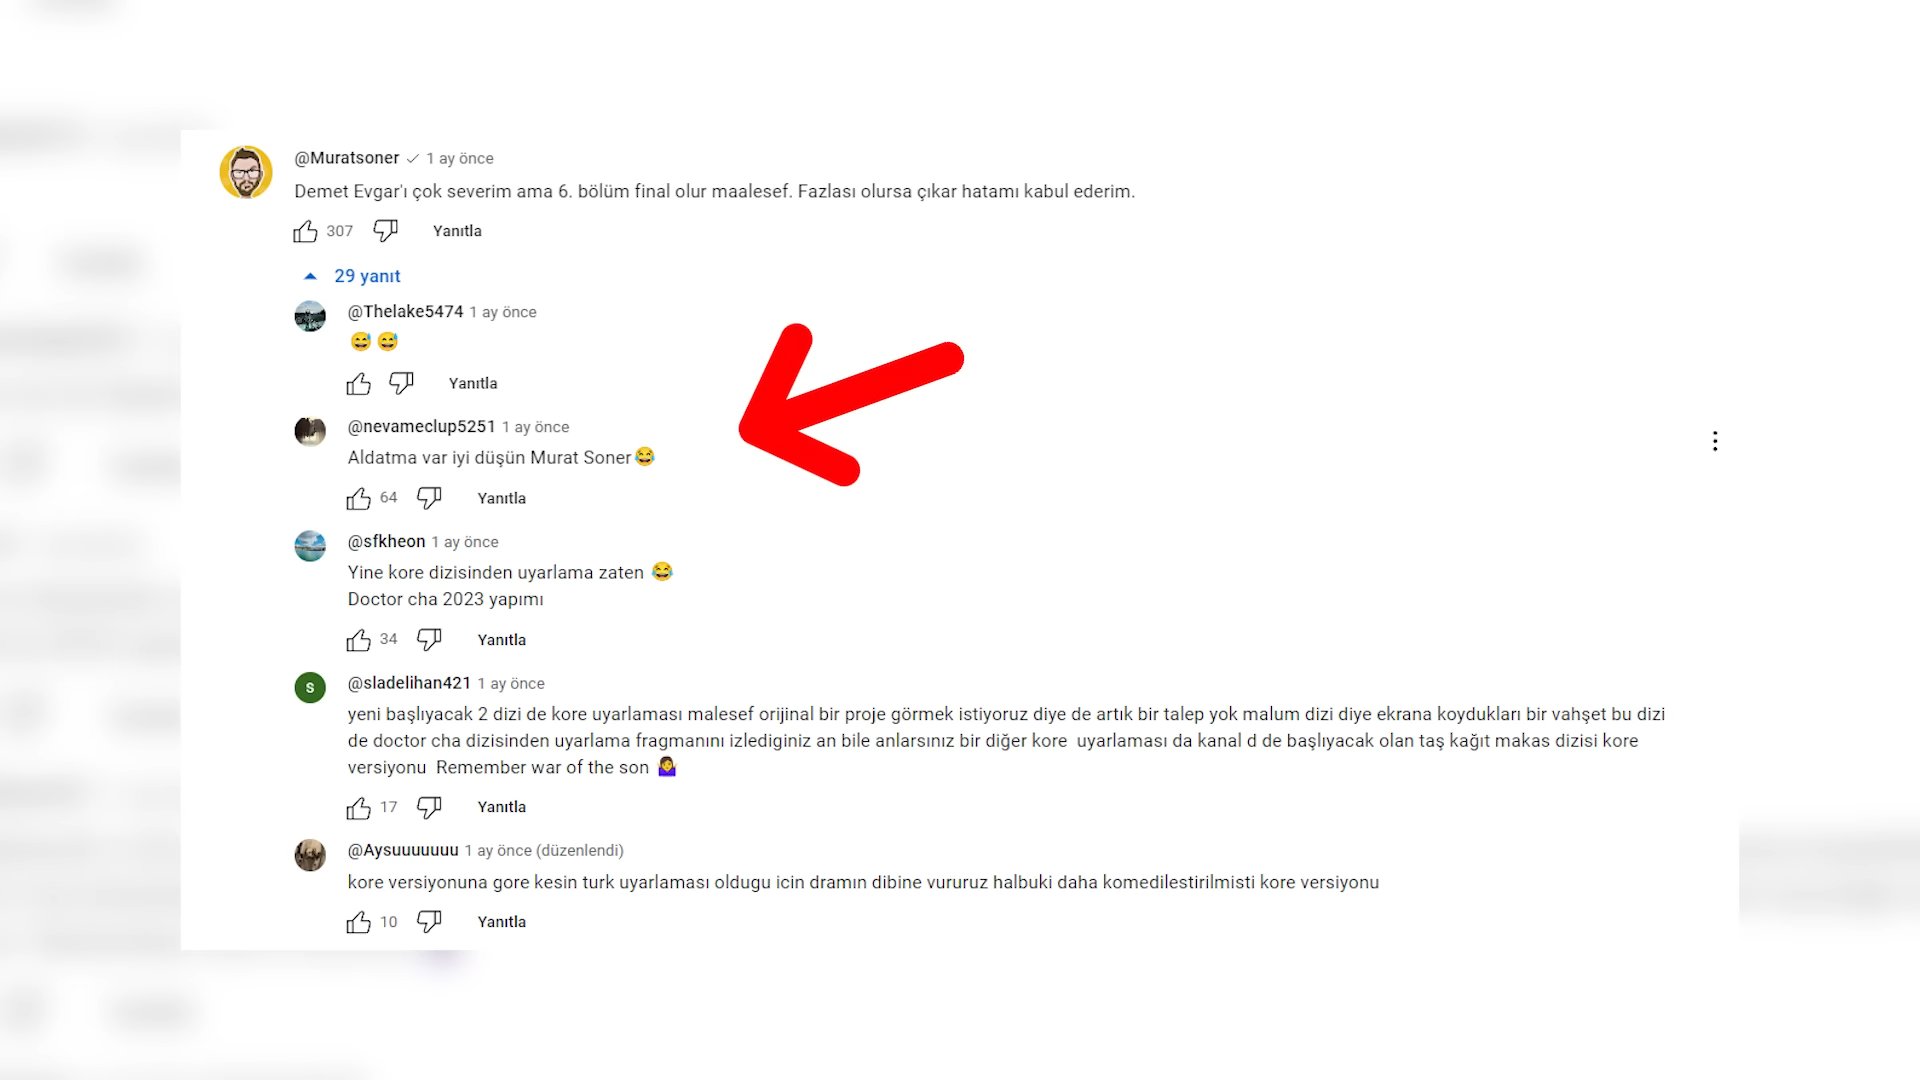 @Muratsoner 1 ay önce
Demet Evgar'ı çok severim ama 6. bölüm final olur maalesef. Fazlası olursa çıkar hatamı kabul ederim.
307 Yanıtla
29 yanıt
@Thelake5474 1 ay önce
😅 😅
Yanıtla
@nevameclup5251 1 ay önce
Aldatma var iyi düşün Murat Soner😂
64 Yanıtla
@sfkheon 1 ay önce
Yine kore dizisinden uyarlama zaten 😂
Doctor cha 2023 yapımı
34 Yanıtla
S
@sladelihan421 1 ay önce
yeni başlıyacak 2 dizi de kore uyarlaması malesef orijinal bir proje görmek istiyoruz diye de artık bir talep yok malum dizi diye ekrana koydukları bir vahşet bu dizi
de doctor cha dizisinden uyarlama fragmanını izlediginiz an bile anlarsınız bir diğer kore uyarlaması da kanal d de başlıyacak olan taş kağıt makas dizisi kore
versiyonu Remember war of the son 🤷‍♀️
17 Yanıtla
@Aysuuuuuuu 1 ay önce (düzenlendi)
kore versiyonuna gore kesin turk uyarlaması oldugu icin dramın dibine vururuz halbuki daha komedilestirilmisti kore versiyonu
10 Yanıtla